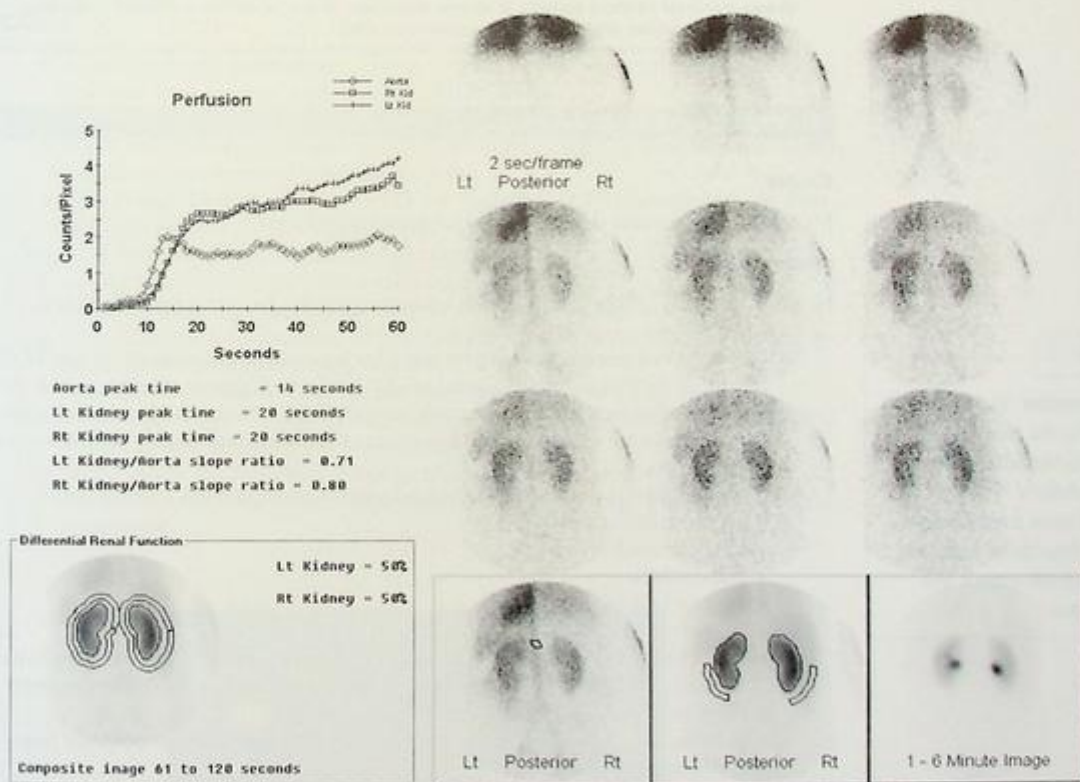 Perfusion
Aorta
Rt Kid
Lt Kid
5
4
3
2
1
0
Counts/Pixel
0 10 20 30 40 50 60
Seconds
2 sec/frame
Lt Posterior Rt
Aorta peak time = 14 seconds
Lt Kidney peak time = 20 seconds
Rt Kidney peak time = 20 seconds
Lt Kidney/Aorta slope ratio = 0.71
Rt Kidney/Aorta slope ratio = 0.80
Differential Renal Function
Lt Kidney = 50%
Rt Kidney = 50%
Composite image 61 to 120 seconds
Lt Posterior Rt
Lt Posterior Rt
1 - 6 Minute Image